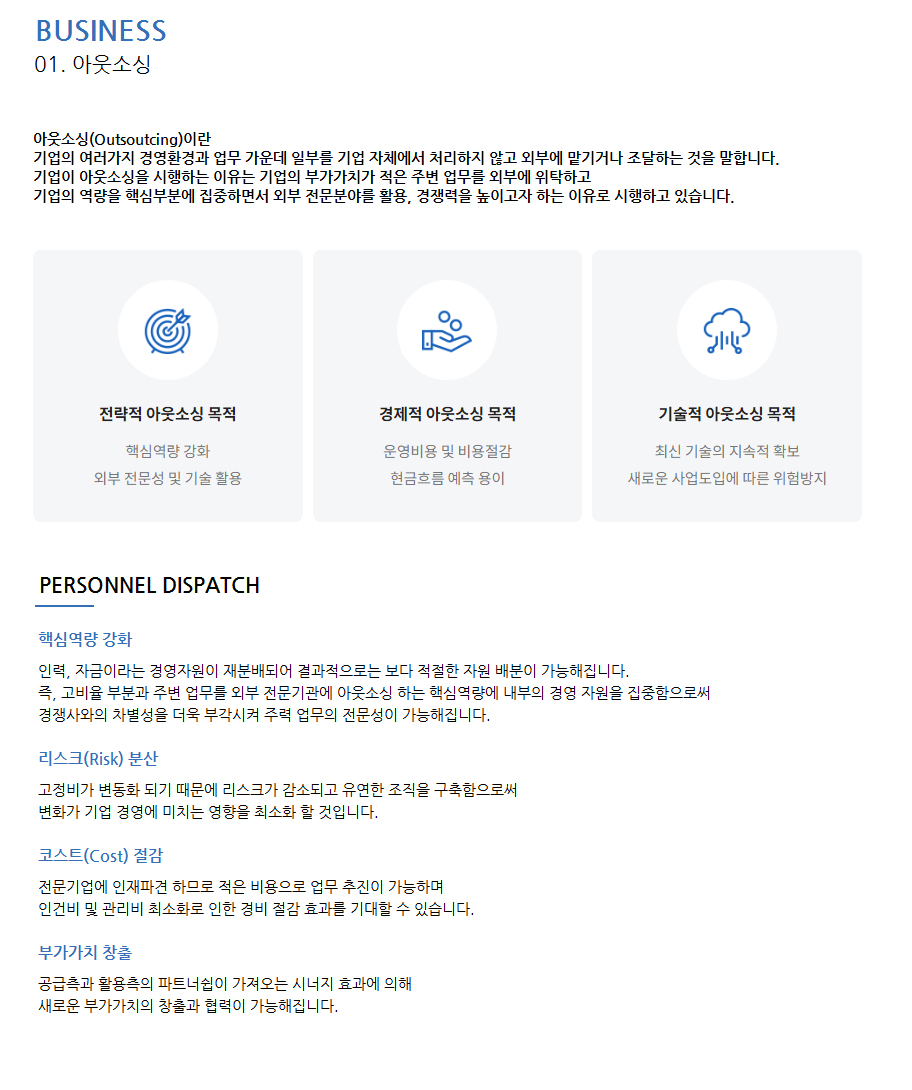 BUSINESS
01. 아웃소싱
아웃소싱(Outsoutcing)이란
기업의 여러가지 경영환경과 업무 가운데 일부를 기업 자체에서 처리하지 않고 외부에 맡기거나 조달하는 것을 말합니다.
기업이 아웃소싱을 시행하는 이유는 기업의 부가가치가 적은 주변 업무를 외부에 위탁하고
기업의 역량을 핵심부분에 집중하면서 외부 전문분야를 활용, 경쟁력을 높이고자 하는 이유로 시행하고 있습니다.
전략적 아웃소싱 목적
핵심역량 강화
외부 전문성 및 기술 활용
경제적 아웃소싱 목적
운영비용 및 비용절감
현금흐름 예측 용이
기술적 아웃소싱 목적
최신 기술의 지속적 확보
새로운 사업도입에 따른 위험방지
PERSONNEL DISPATCH
핵심역량 강화
인력, 자금이라는 경영자원이 재분배되어 결과적으로는 보다 적절한 자원 배분이 가능해집니다.
즉, 고비율 부분과 주변 업무를 외부 전문기관에 아웃소싱 하는 핵심역량에 내부의 경영 자원을 집중함으로써
경쟁사와의 차별성을 더욱 부각시켜 주력 업무의 전문성이 가능해집니다.
리스크(Risk) 분산
고정비가 변동화 되기 때문에 리스크가 감소되고 유연한 조직을 구축함으로써
변화가 기업 경영에 미치는 영향을 최소화 할 것입니다.
코스트(Cost) 절감
전문기업에 인재파견 하므로 적은 비용으로 업무 추진이 가능하며
인건비 및 관리비 최소화로 인한 경비 절감 효과를 기대할 수 있습니다.
부가가치 창출
공급측과 활용측의 파트너쉽이 가져오는 시너지 효과에 의해
새로운 부가가치의 창출과 협력이 가능해집니다.